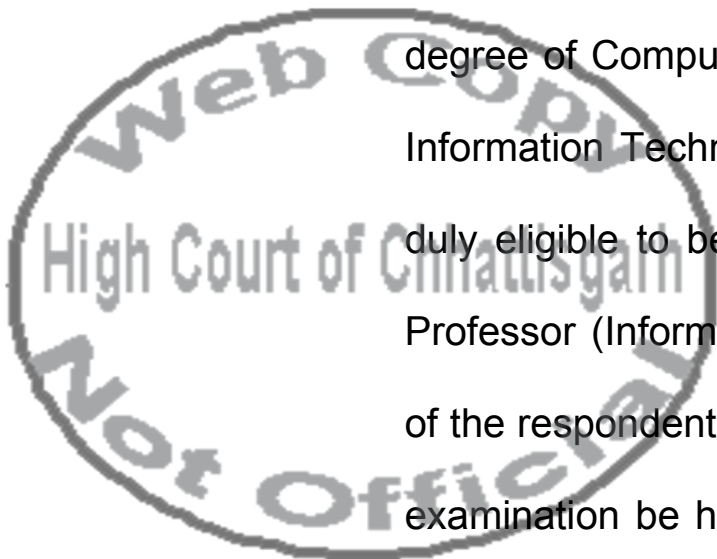 Web Copy
degree of Compu
Information Techn
High Court of Chhattisgarh
duly eligible to be
Professor (Inform
of the respondent
examination be h
Not Official